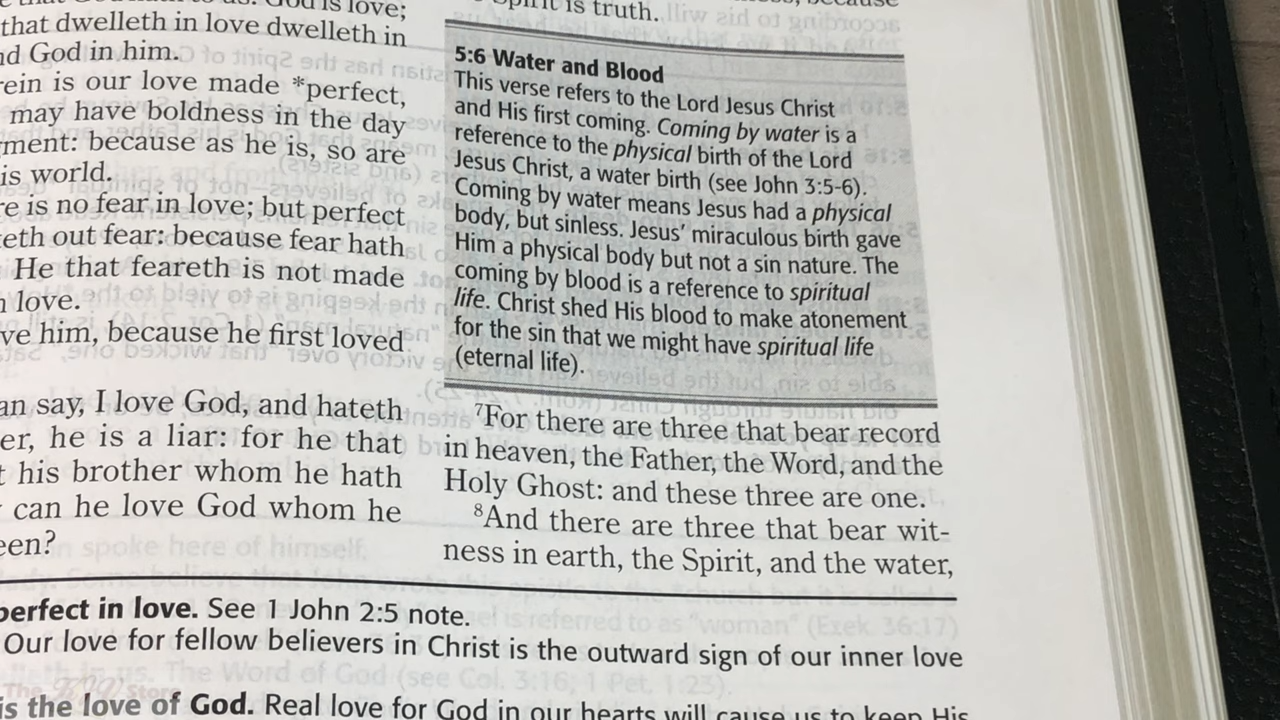 God is love;
that dwelleth in love dwelleth in
God in him.
is our love made *perfect,
may have boldness in the day
because as he is, so are
is world.
is no fear in love; but perfect
out fear: because fear hath
He that feareth is not made
love.
him, because he first loved
say, I love God, and hateth
he is a liar: for he that
his brother whom he hath
can he love God whom he
is truth.
5:6 Water and Blood
This verse refers to the Lord Jesus Christ
and His first coming. Coming by water is a
reference to the physical birth of the Lord
Jesus Christ, a water birth (see John 3:5-6).
Coming by water means Jesus had a physical
body, but sinless. Jesus' miraculous birth gave
Him a physical body but not a sin nature. The
coming by blood is a reference to spiritual
life. Christ shed His blood to make atonement
for the sin that we might have spiritual life
(eternal life).
7For there are three that bear record
in heaven, the Father, the Word, and the
Holy Ghost: and these three are one.
8And there are three that bear wit-
ness in earth, the Spirit, and the water,
perfect in love. See 1 John 2:5 note.
Our love for fellow believers in Christ is the outward sign of our inner love
is the love of God. Real love for God in our hearts will cause us to keep His